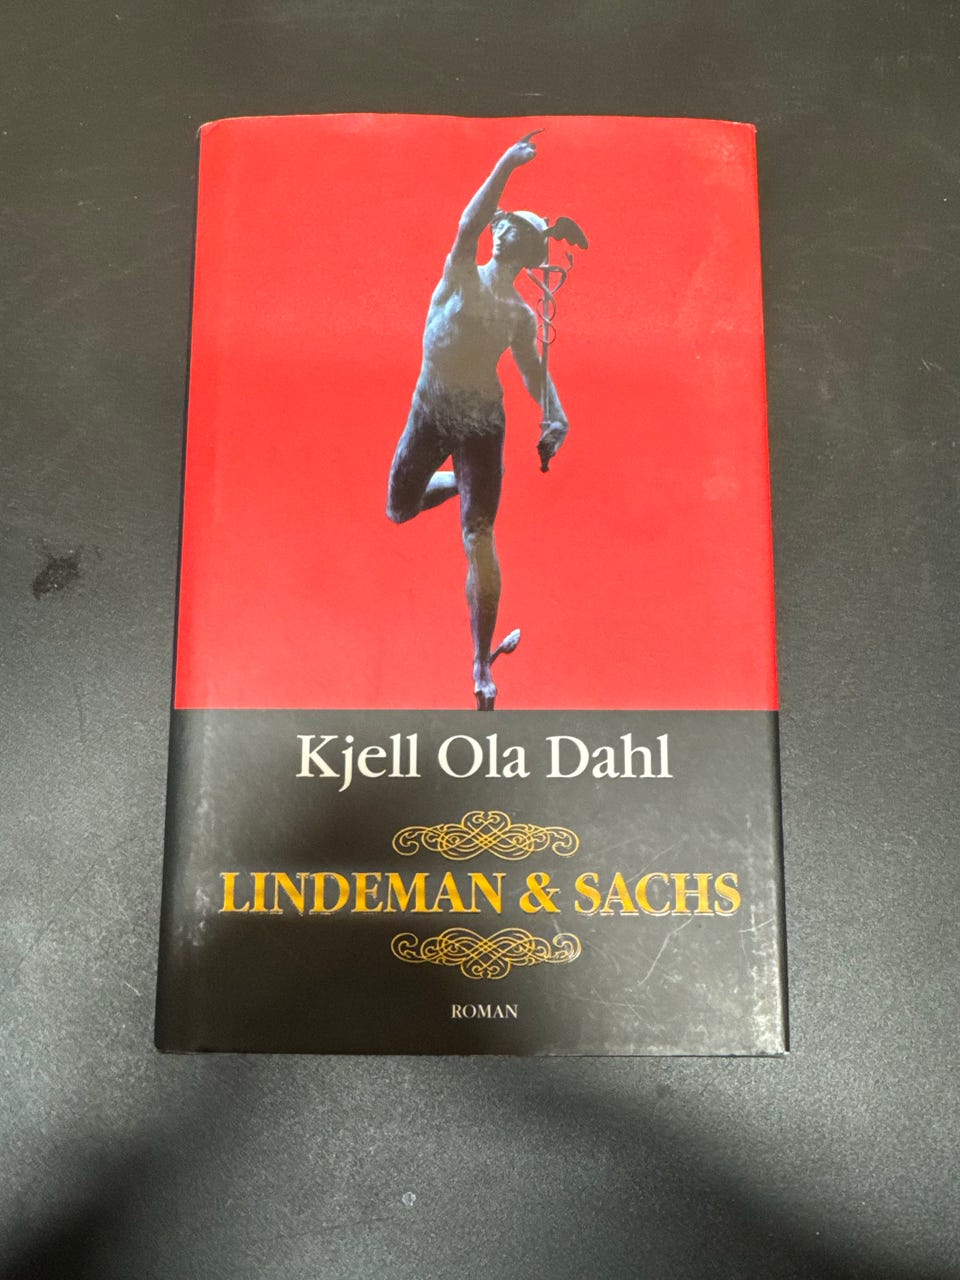 Kjell Ola Dahl
LINDEMAN & SACHS
ROMAN